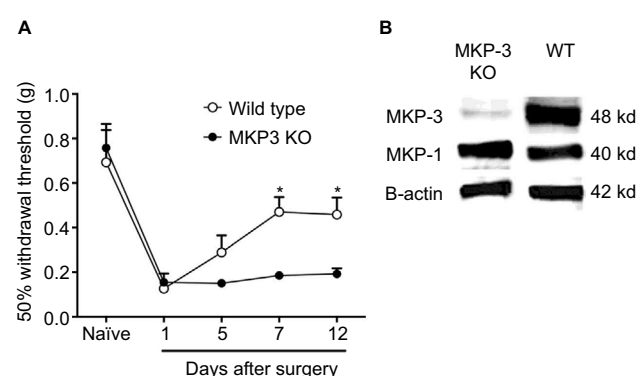 A
50% withdrawal threshold (g)
1.0
0.8
0.6
0.4
0.2
0.0
Wild type
MKP3 KO
* *
Naïve 1 5 7 12
Days after surgery
B
MKP-3 KO WT
MKP-3 48 kd
MKP-1 40 kd
B-actin 42 kd